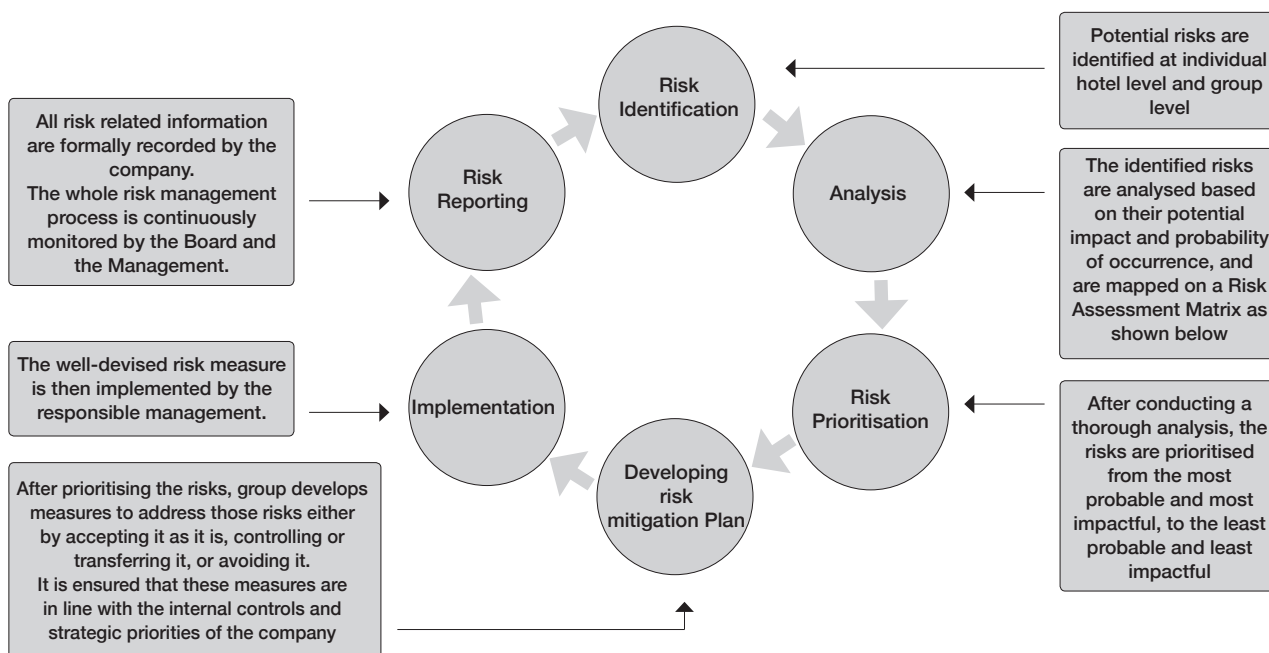 Risk
Identification
Potential risks are
identified at individual
hotel level and group
level
Analysis
The identified risks
are analysed based
on their potential
impact and probability
of occurrence, and
are mapped on a Risk
Assessment Matrix as
shown below
Risk
Prioritisation
After conducting a
thorough analysis, the
risks are prioritised
from the most
probable and most
impactful, to the least
probable and least
impactful
Developing
risk
mitigation Plan
After prioritising the risks, group develops
measures to address those risks either
by accepting it as it is, controlling or
transferring it, or avoiding it.
It is ensured that these measures are
in line with the internal controls and
strategic priorities of the company
Implementation
The well-devised risk measure
is then implemented by the
responsible management.
Risk
Reporting
All risk related information
are formally recorded by the
company.
The whole risk management
process is continuously
monitored by the Board and
the Management.